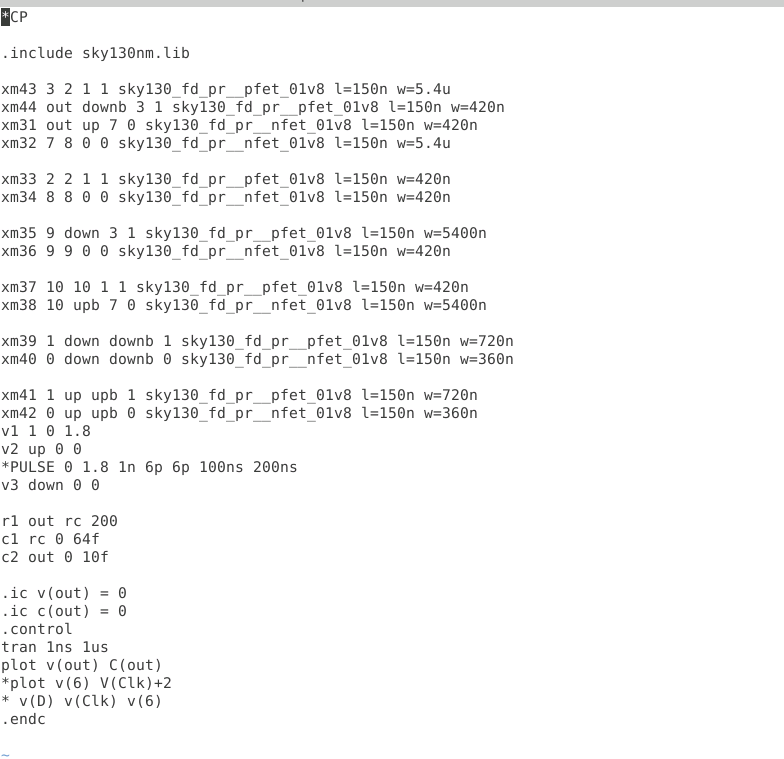 *CP
.include sky130nm.lib
xm43 3 2 1 1 sky130_fd_pr__pfet_01v8 l=150n w=5.4u
xm44 out downb 3 1 sky130_fd_pr__pfet_01v8 l=150n w=420n
xm31 out up 7 0 sky130_fd_pr__nfet_01v8 l=150n w=420n
xm32 7 8 0 0 sky130_fd_pr__nfet_01v8 l=150n w=5.4u
xm33 2 2 1 1 sky130_fd_pr__pfet_01v8 l=150n w=420n
xm34 8 8 0 0 sky130_fd_pr__nfet_01v8 l=150n w=420n
xm35 9 down 3 1 sky130_fd_pr__pfet_01v8 l=150n w=5400n
xm36 9 9 0 0 sky130_fd_pr__nfet_01v8 l=150n w=420n
xm37 10 10 1 1 sky130_fd_pr__pfet_01v8 l=150n w=420n
xm38 10 upb 7 0 sky130_fd_pr__nfet_01v8 l=150n w=5400n
xm39 1 down downb 1 sky130_fd_pr__pfet_01v8 l=150n w=720n
xm40 0 down downb 0 sky130_fd_pr__nfet_01v8 l=150n w=360n
xm41 1 up upb 1 sky130_fd_pr__pfet_01v8 l=150n w=720n
xm42 0 up upb 0 sky130_fd_pr__nfet_01v8 l=150n w=360n
v1 1 0 1.8
v2 up 0 0
*PULSE 0 1.8 1n 6p 6p 100ns 200ns
v3 down 0 0
r1 out rc 200
c1 rc 0 64f
c2 out 0 10f
.ic v(out) = 0
.ic c(out) = 0
.control
tran 1ns 1us
plot v(out) C(out)
*plot v(6) V(Clk)+2
* v(D) v(Clk) v(6)
.endc
~